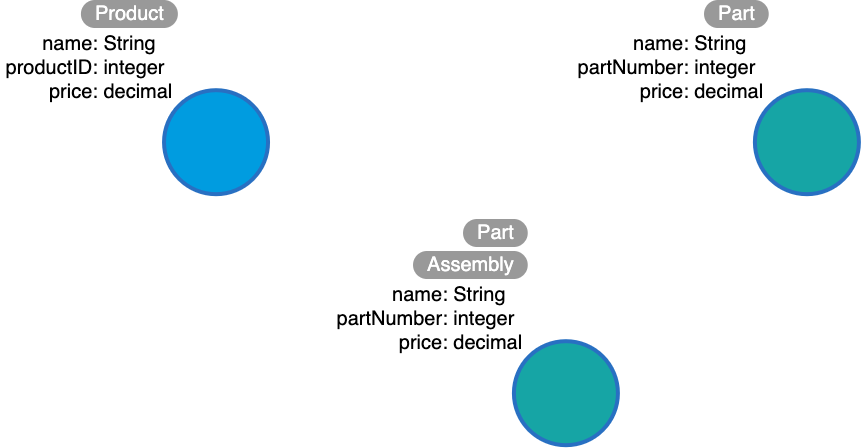 Product
name: String
productID: integer
price: decimal
Part
name: String
partNumber: integer
price: decimal
Part
Assembly
name: String
partNumber: integer
price: decimal